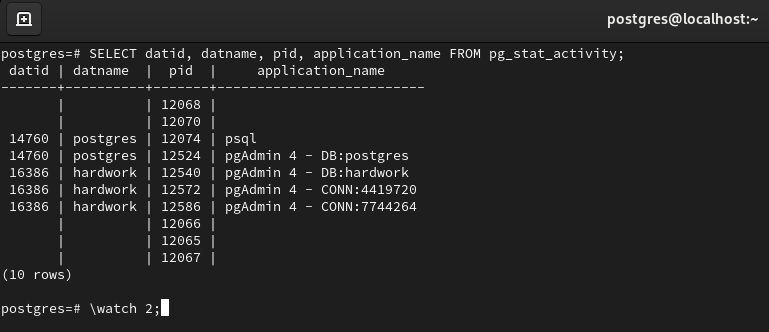 postgres@localhost:~
postgres=# SELECT datid, datname, pid, application_name FROM pg_stat_activity;
 datid | datname  |  pid  |     application_name
-------+----------+-------+--------------------------
       |          | 12068 |
       |          | 12070 |
 14760 | postgres | 12074 | psql
 14760 | postgres | 12524 | pgAdmin 4 - DB:postgres
 16386 | hardwork | 12540 | pgAdmin 4 - DB:hardwork
 16386 | hardwork | 12572 | pgAdmin 4 - CONN:4419720
 16386 | hardwork | 12586 | pgAdmin 4 - CONN:7744264
       |          | 12066 |
       |          | 12065 |
       |          | 12067 |
(10 rows)
postgres=# \watch 2;